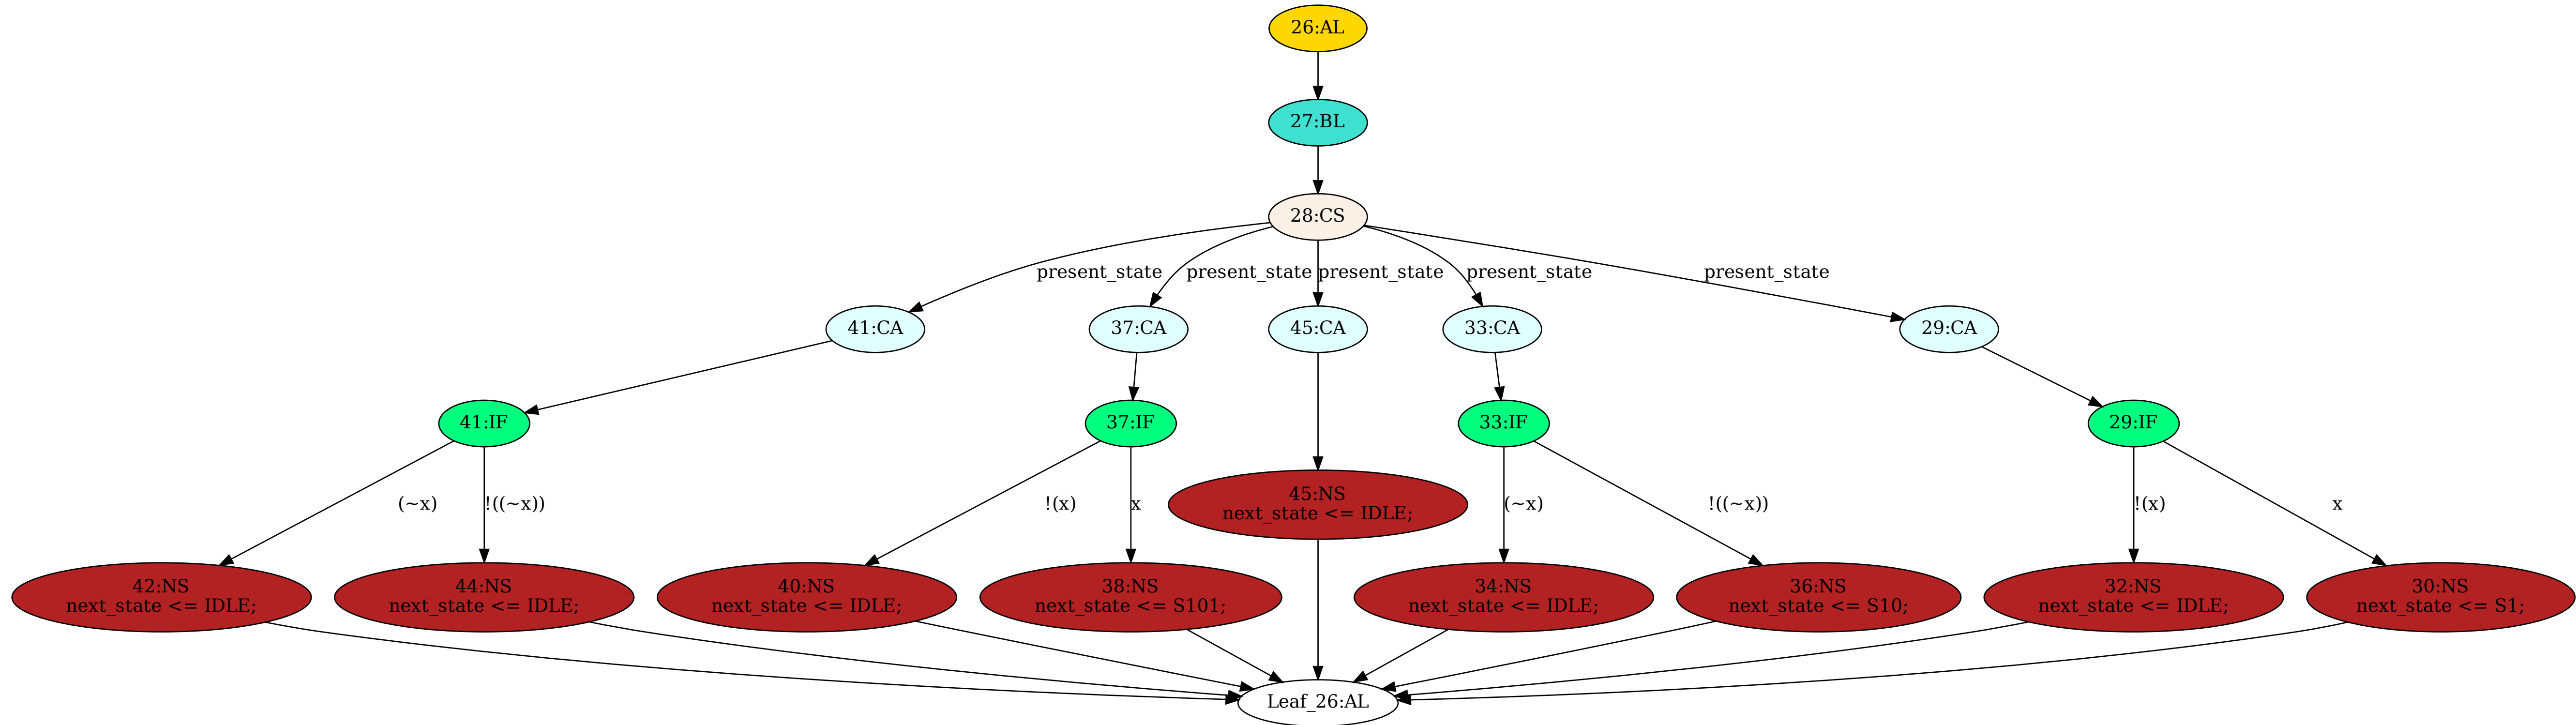 26:AL
27:BL
28:CS
present_state
present_state
present_state
present_state
present_state
41:CA
37:CA
45:CA
33:CA
29:CA
41:IF
37:IF
33:IF
29:IF
(~x)
!((~x))
!(x)
x
45:NS
next_state <= IDLE;
(~x)
!((~x))
!(x)
x
42:NS
next_state <= IDLE;
44:NS
next_state <= IDLE;
40:NS
next_state <= IDLE;
38:NS
next_state <= S101;
34:NS
next_state <= IDLE;
36:NS
next_state <= S10;
32:NS
next_state <= IDLE;
30:NS
next_state <= S1;
Leaf_26:AL